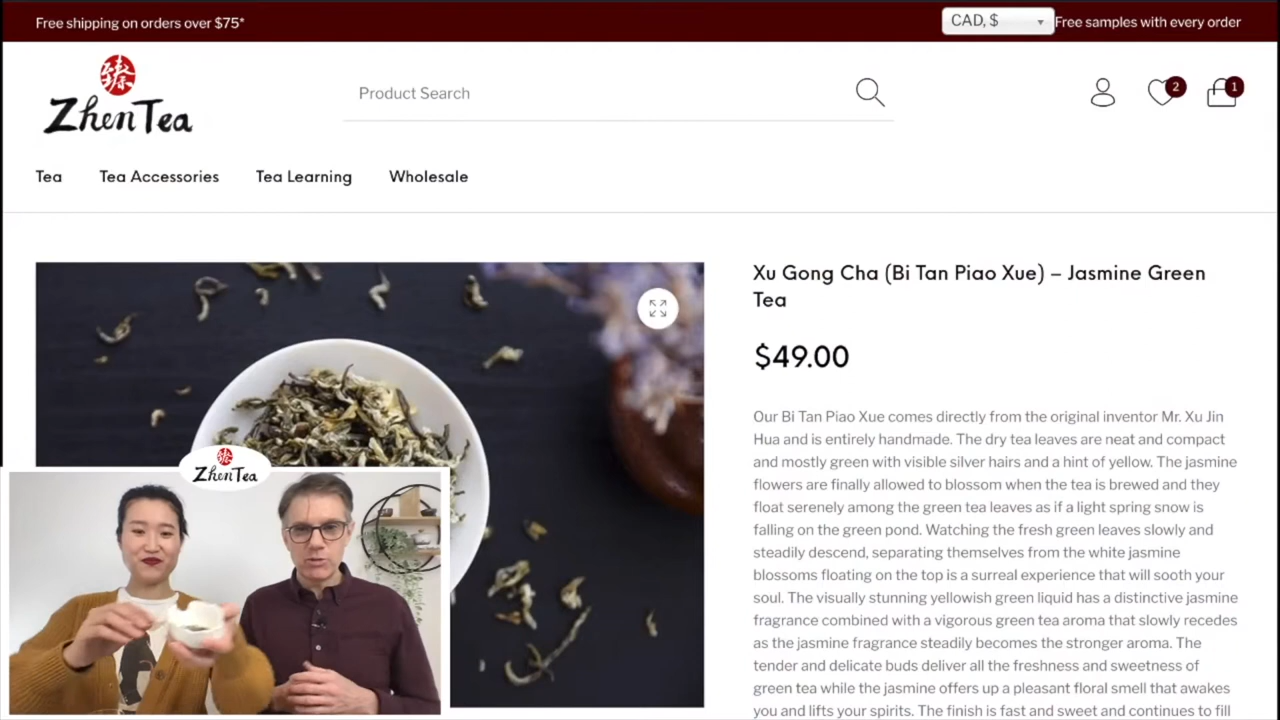 Free shipping on orders over $75*
CAD, $
Free samples with every order
臻
Zhen Tea
Product Search
2
1
Tea
Tea Accessories
Tea Learning
Wholesale
Xu Gong Cha (Bi Tan Piao Xue) – Jasmine Green
Tea
$49.00
Our Bi Tan Piao Xue comes directly from the original inventor Mr. Xu Jin
Hua and is entirely handmade. The dry tea leaves are neat and compact
and mostly green with visible silver hairs and a hint of yellow. The jasmine
flowers are finally allowed to blossom when the tea is brewed and they
float serenely among the green tea leaves as if a light spring snow is
falling on the green pond. Watching the fresh green leaves slowly and
steadily descend, separating themselves from the white jasmine
blossoms floating on the top is a surreal experience that will sooth your
soul. The visually stunning yellowish green liquid has a distinctive jasmine
fragrance combined with a vigorous green tea aroma that slowly recedes
as the jasmine fragrance steadily becomes the stronger aroma. The
tender and delicate buds deliver all the freshness and sweetness of
green tea while the jasmine offers up a pleasant floral smell that awakes
you and lifts your spirits. The finish is fast and sweet and continues to fill
臻
Zhen Tea